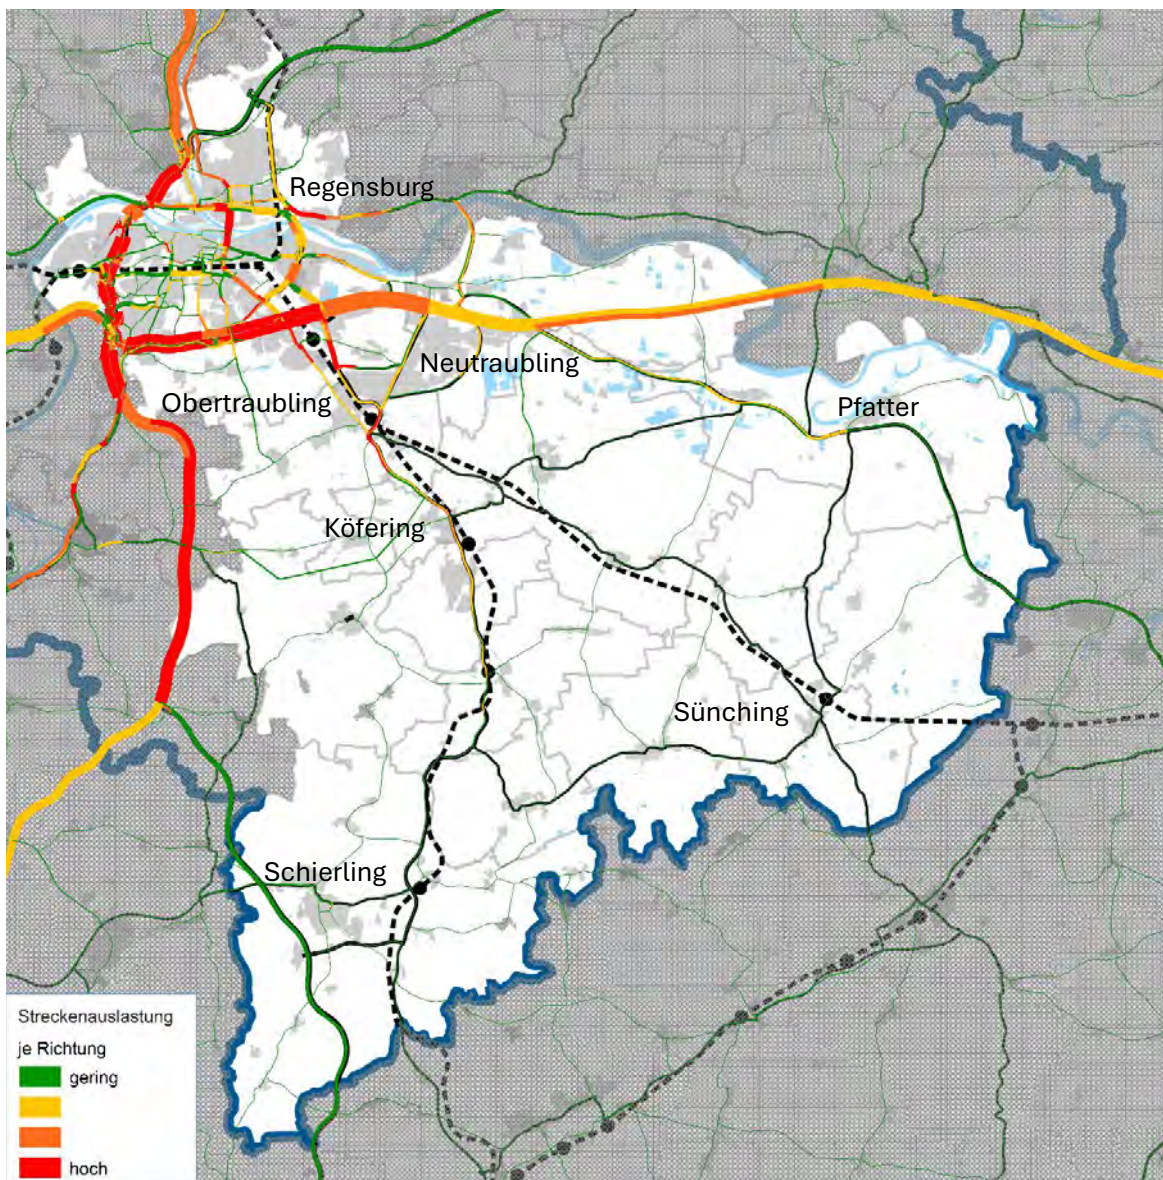 Regensburg
Neutraubling
Obertraubling
Pfatter
Köfering
Sünching
Schierling
Streckenauslastung
je Richtung
gering
hoch